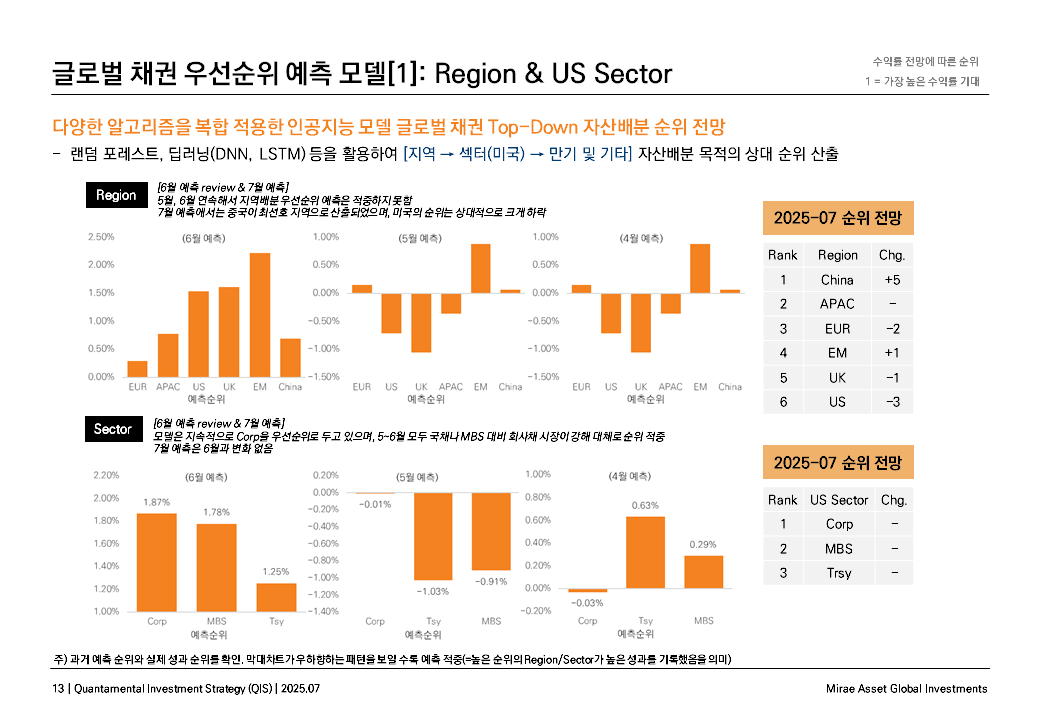 글로벌 채권 우선순위 예측 모델[1]: Region & US Sector
수익률 전망에 따른 순위
1 = 가장 높은 수익률 기대
다양한 알고리즘을 복합 적용한 인공지능 모델 글로벌 채권 Top-Down 자산배분 순위 전망
- 랜덤 포레스트, 딥러닝(DNN, LSTM) 등을 활용하여 [지역 → 섹터(미국) → 만기 및 기타] 자산배분 목적의 상대 순위 산출
Region
[6월 예측 review & 7월 예측]
5월, 6월 연속해서 지역배분 우선순위 예측은 적중하지 못함
7월 예측에서는 중국이 최선호 지역으로 산출되었으며, 미국의 순위는 상대적으로 크게 하락
(6월 예측)
2.50%
2.00%
1.50%
1.00%
0.50%
0.00%
EUR APAC US UK EM China
예측순위
(5월 예측)
1.00%
0.50%
0.00%
-0.50%
-1.00%
-1.50%
EUR US UK APAC EM China
예측순위
(4월 예측)
1.00%
0.50%
0.00%
-0.50%
-1.00%
-1.50%
EUR US UK APAC EM China
예측순위
2025-07 순위 전망
Rank Region Chg.
1 China +5
2 APAC -
3 EUR -2
4 EM +1
5 UK -1
6 US -3
Sector
[6월 예측 review & 7월 예측]
모델은 지속적으로 Corp을 우선순위로 두고 있으며, 5~6월 모두 국채나 MBS 대비 회사채 시장이 강해 대체로 순위 적중
7월 예측은 6월과 변화 없음
(6월 예측)
2.20%
2.00%
1.80%
1.60%
1.40%
1.20%
1.00%
1.87%
1.78%
1.25%
Corp MBS Tsy
예측순위
(5월 예측)
0.20%
0.00%
-0.20%
-0.40%
-0.60%
-0.80%
-1.00%
-1.20%
-1.40%
-0.01%
-1.03%
-0.91%
Corp Tsy MBS
예측순위
(4월 예측)
1.00%
0.80%
0.60%
0.40%
0.20%
0.00%
-0.20%
-0.03%
0.63%
0.29%
Corp Tsy MBS
예측순위
2025-07 순위 전망
Rank US Sector Chg.
1 Corp -
2 MBS -
3 Trsy -
주) 과거 예측 순위와 실제 성과 순위를 확인. 막대차트가 우하향하는 패턴을 보일 수록 예측 적중(=높은 순위의 Region/Sector가 높은 성과를 기록했음을 의미)
13 | Quantamental Investment Strategy (QIS) | 2025.07
Mirae Asset Global Investments